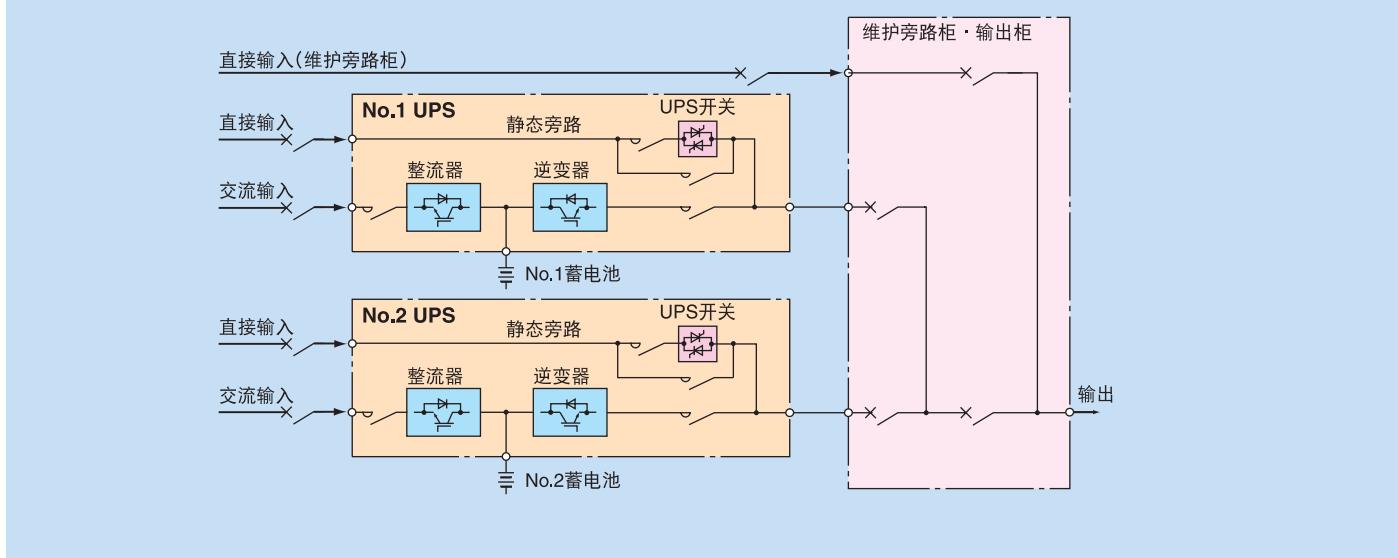 维护旁路柜・输出柜
直接输入(维护旁路柜)
No.1 UPS
UPS开关
直接输入
静态旁路
整流器
逆变器
交流输入
No.1蓄电池
No.2 UPS
UPS开关
直接输入
静态旁路
整流器
逆变器
交流输入
输出
No.2蓄电池